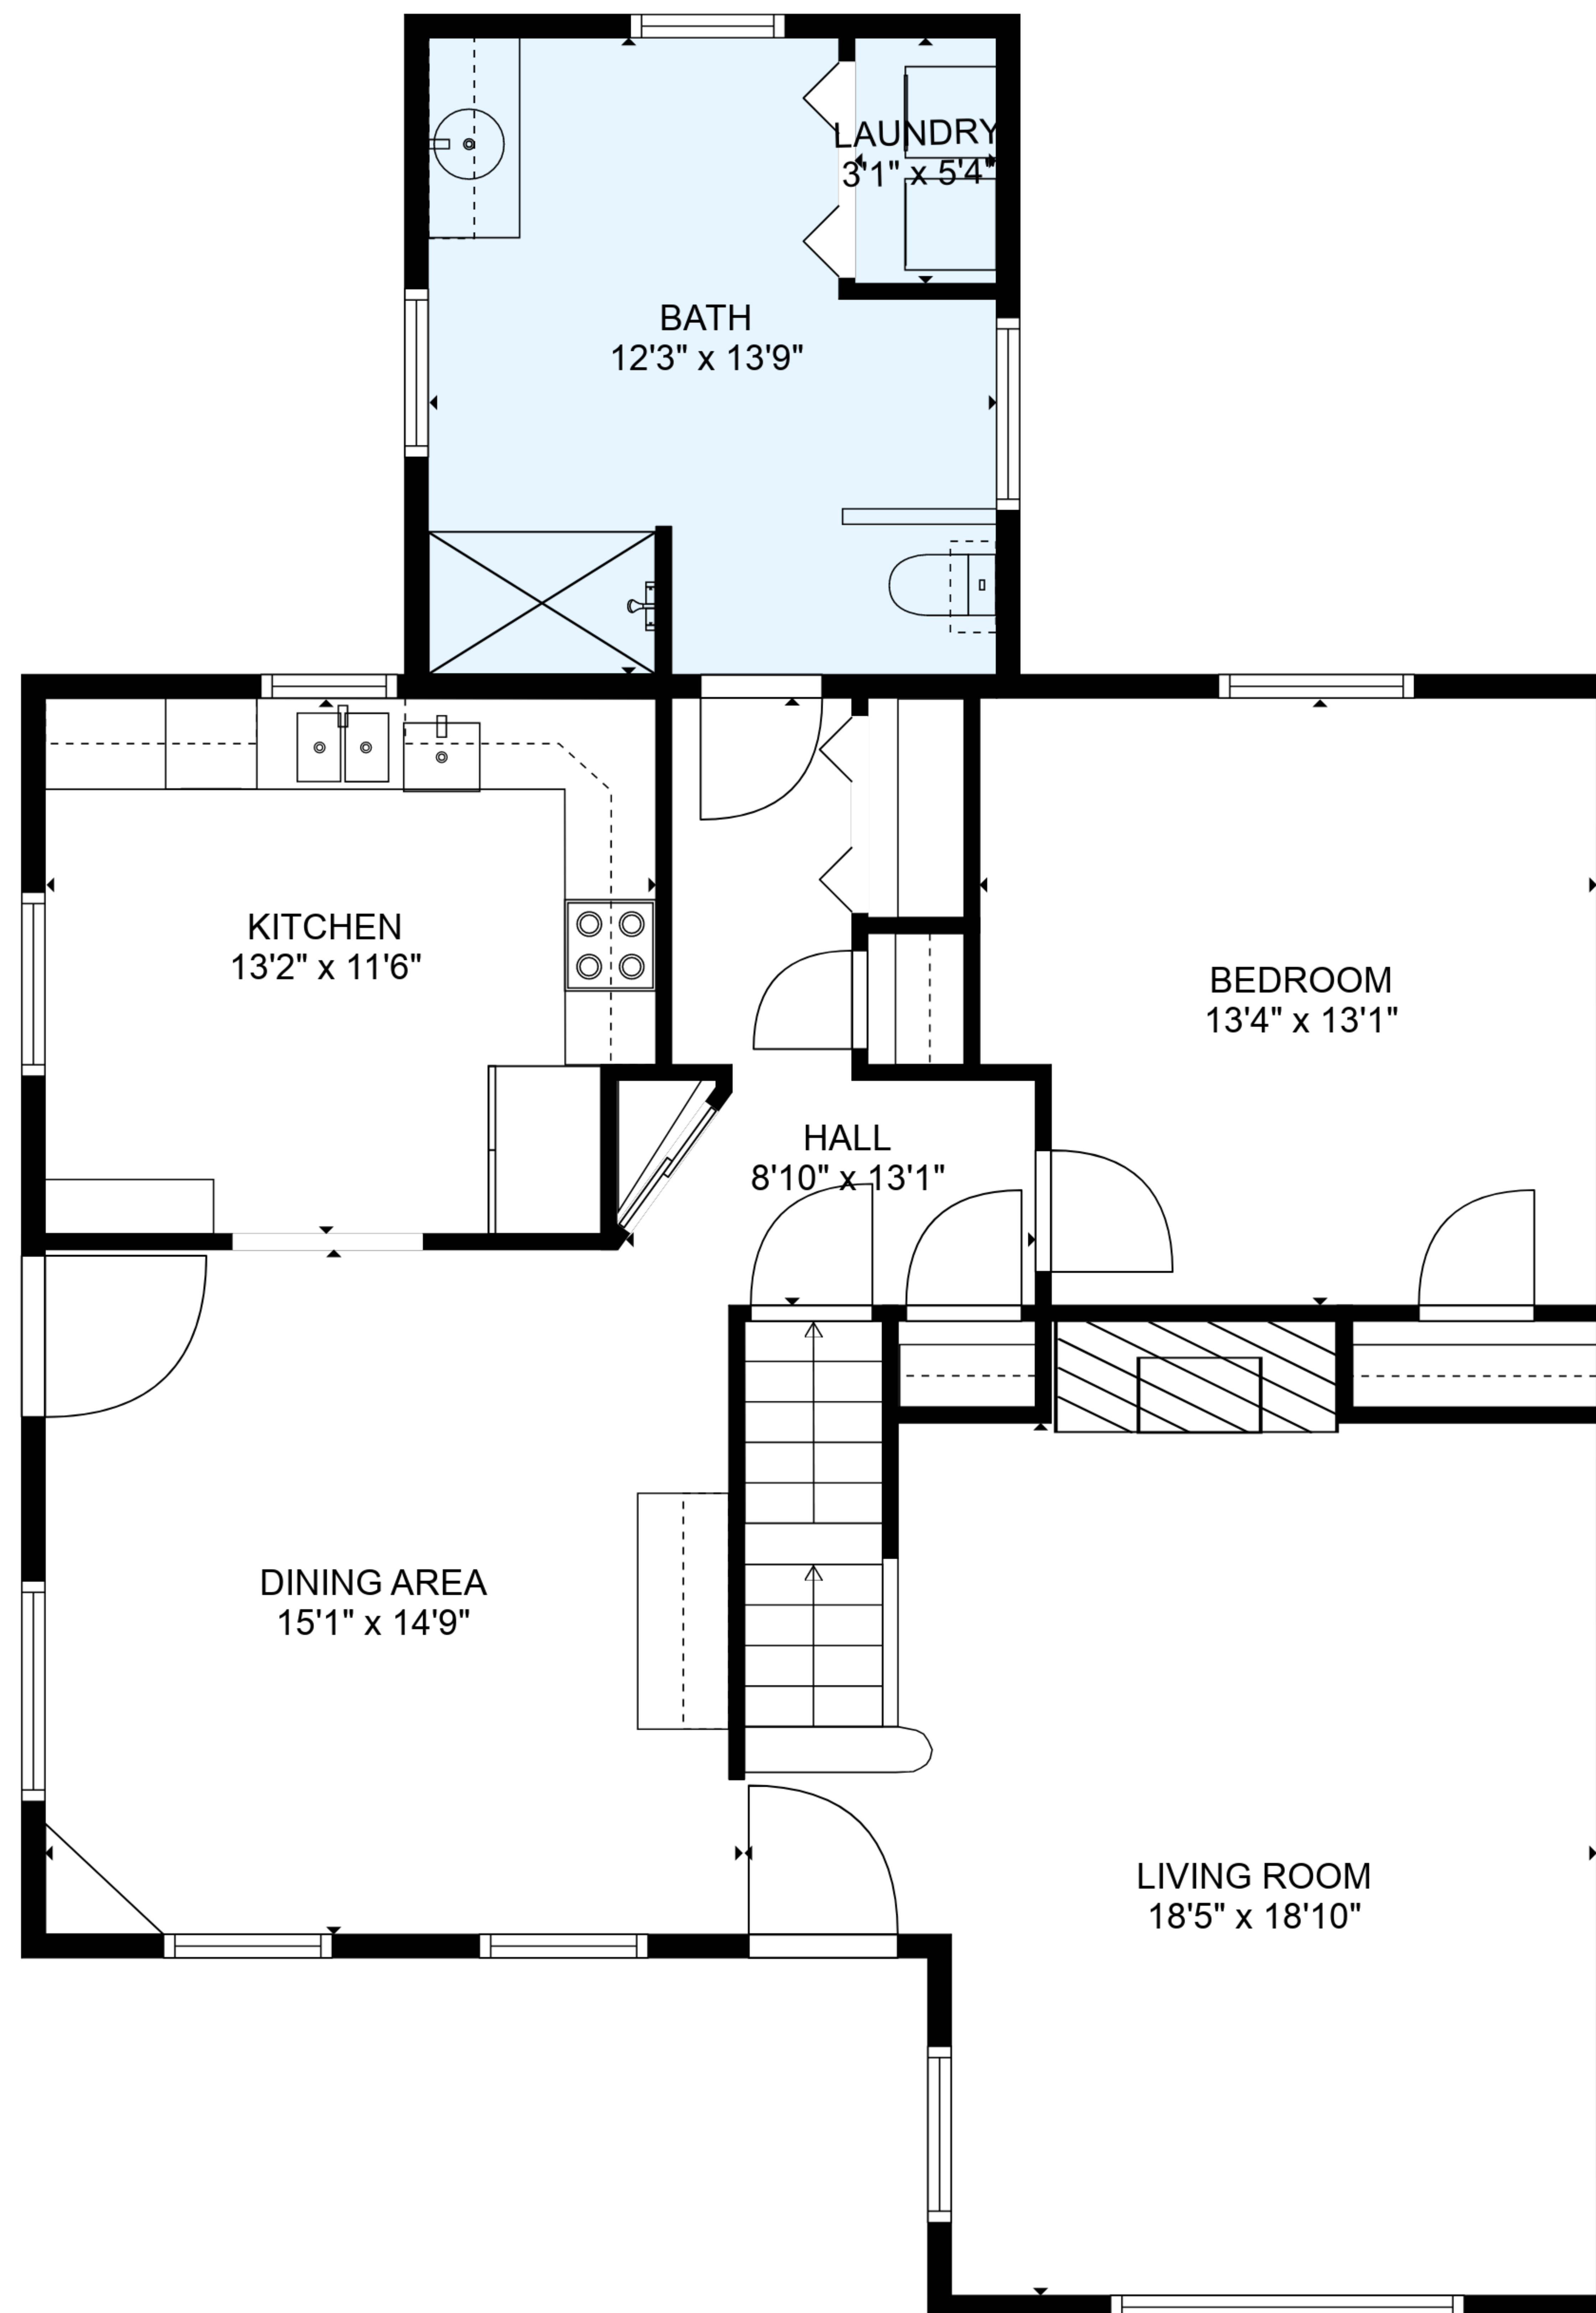 LAUNDRY
3'1" x 5'4"
BATH
12'3" x 13'9"
KITCHEN
13'2" x 11'6"
BEDROOM
13'4" x 13'1"
HALL
8'10" x 13'1"
DINING AREA
15'1" x 14'9"
LIVING ROOM
18'5" x 18'10"